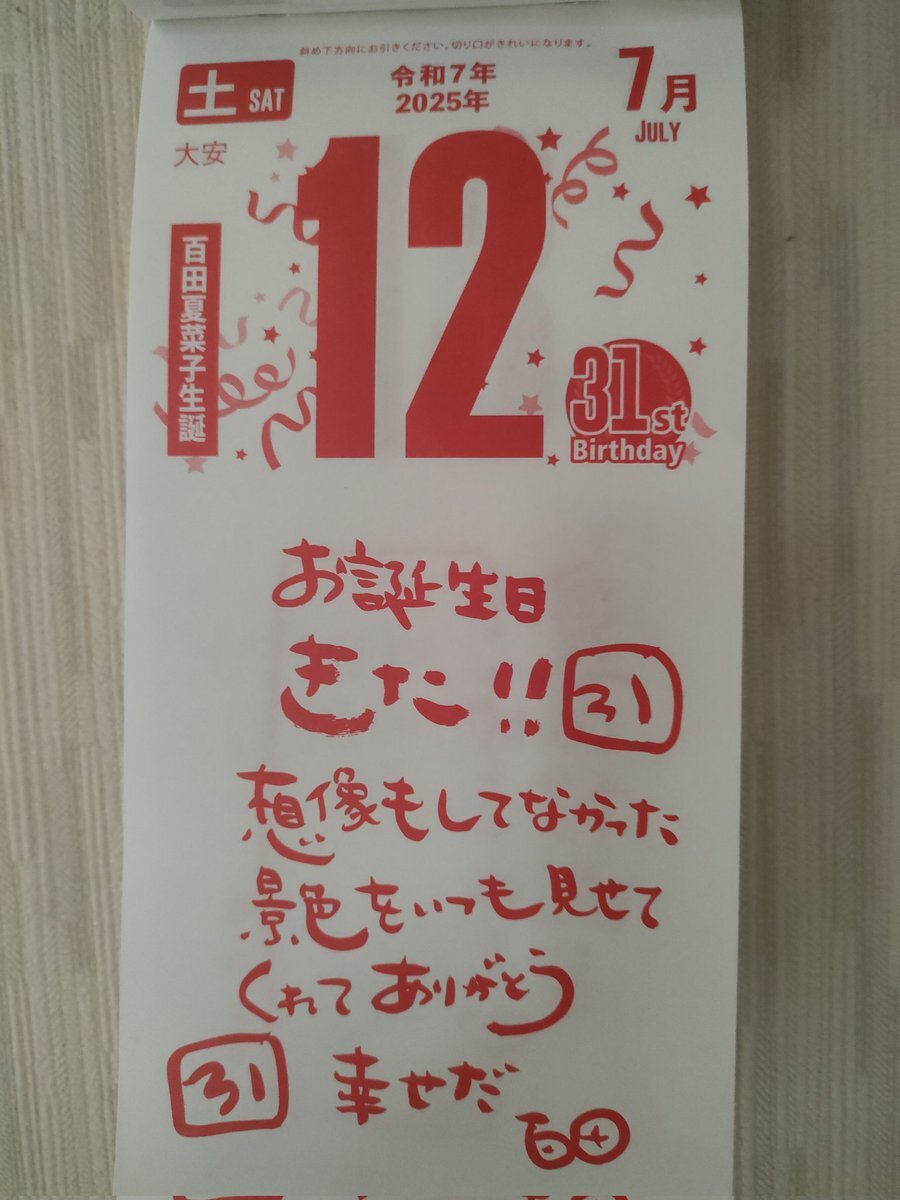 斜め下方向にお引きください。切り口がきれいになります。
土 SAT
令和7年
2025年
7月
JULY
大安
12
百田夏菜子生誕
31st
Birthday
お誕生日
きた!! 31
想像もしてなかった
景色をいつも見せて
くれてありがとう
31 幸せだ
百田